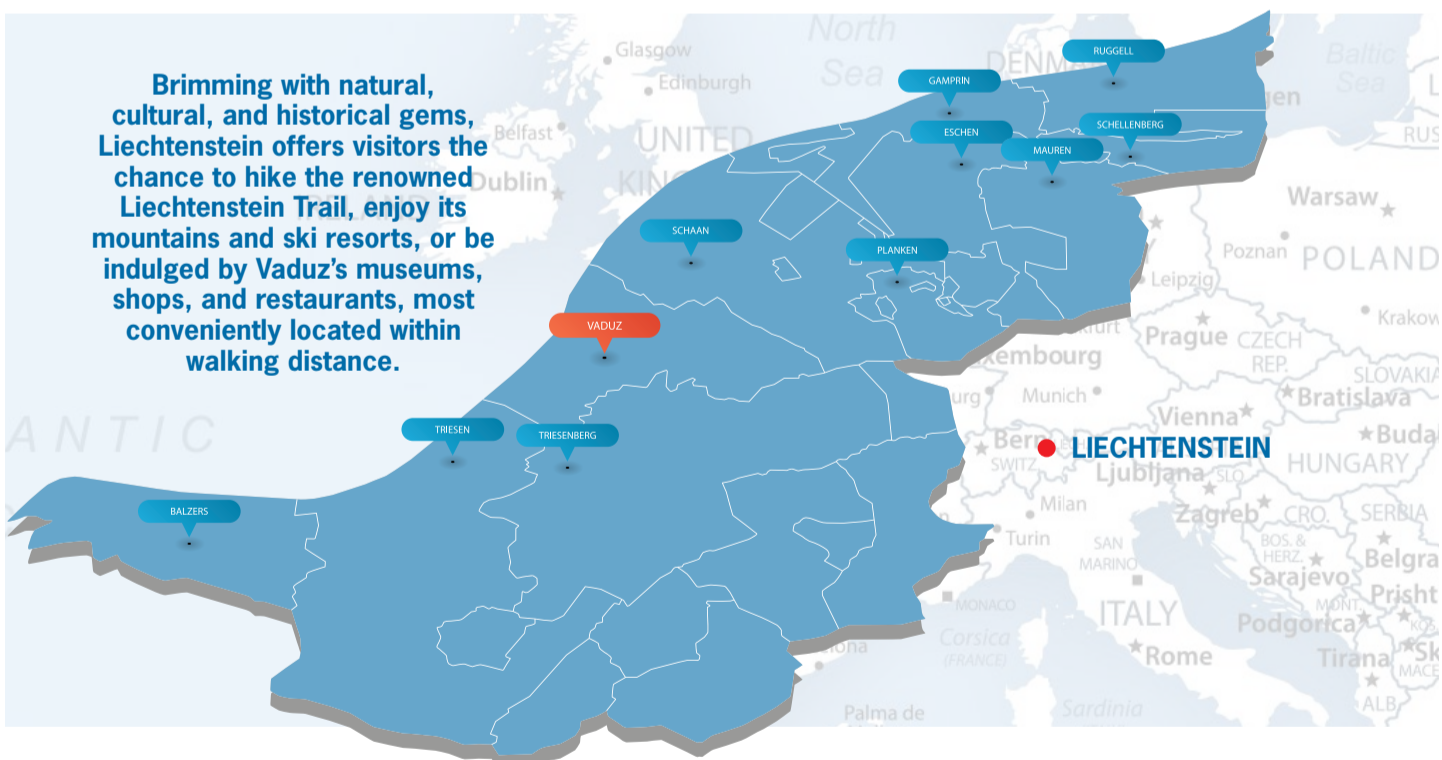 Brimming with natural,
cultural, and historical gems,
Liechtenstein offers visitors the
chance to hike the renowned
Liechtenstein Trail, enjoy its
mountains and ski resorts, or be
indulged by Vaduz's museums,
shops, and restaurants, most
conveniently located within
walking distance.
RUGGELL
GAMPRIN
SCHELLENBERG
ESCHEN
MAUREN
SCHAAN
PLANKEN
VADUZ
TRIESEN
TRIESENBERG
BALZERS
LIECHTENSTEIN
North
Sea
Baltic
Sea
Glasgow
Edinburgh
Belfast
UNITED
Dublin
IRELAND
ANTIC
Warsaw
Poznan
POLAND
Leipzig
Krakow
Prague
CZECH
REP.
SLOVAKIA
Munich
Bratislava
Vienna
Bern
SWITZ.
HUNGARY
Ljubljana
SLO.
Milan
Zagreb
CRO.
SERBIA
Turin
SAN
MARINO
BOS. &
HERZ.
Sarajevo
MONACO
ITALY
MONT.
Podgorica
Corsica
(FRANCE)
Rome
Tirana
Palma de
Sardinia
ALB.